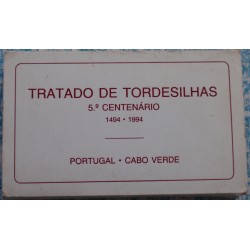 TRATADO DE TORDESILHAS
5.º CENTENÁRIO
1494 • 1994
PORTUGAL • CABO VERDE